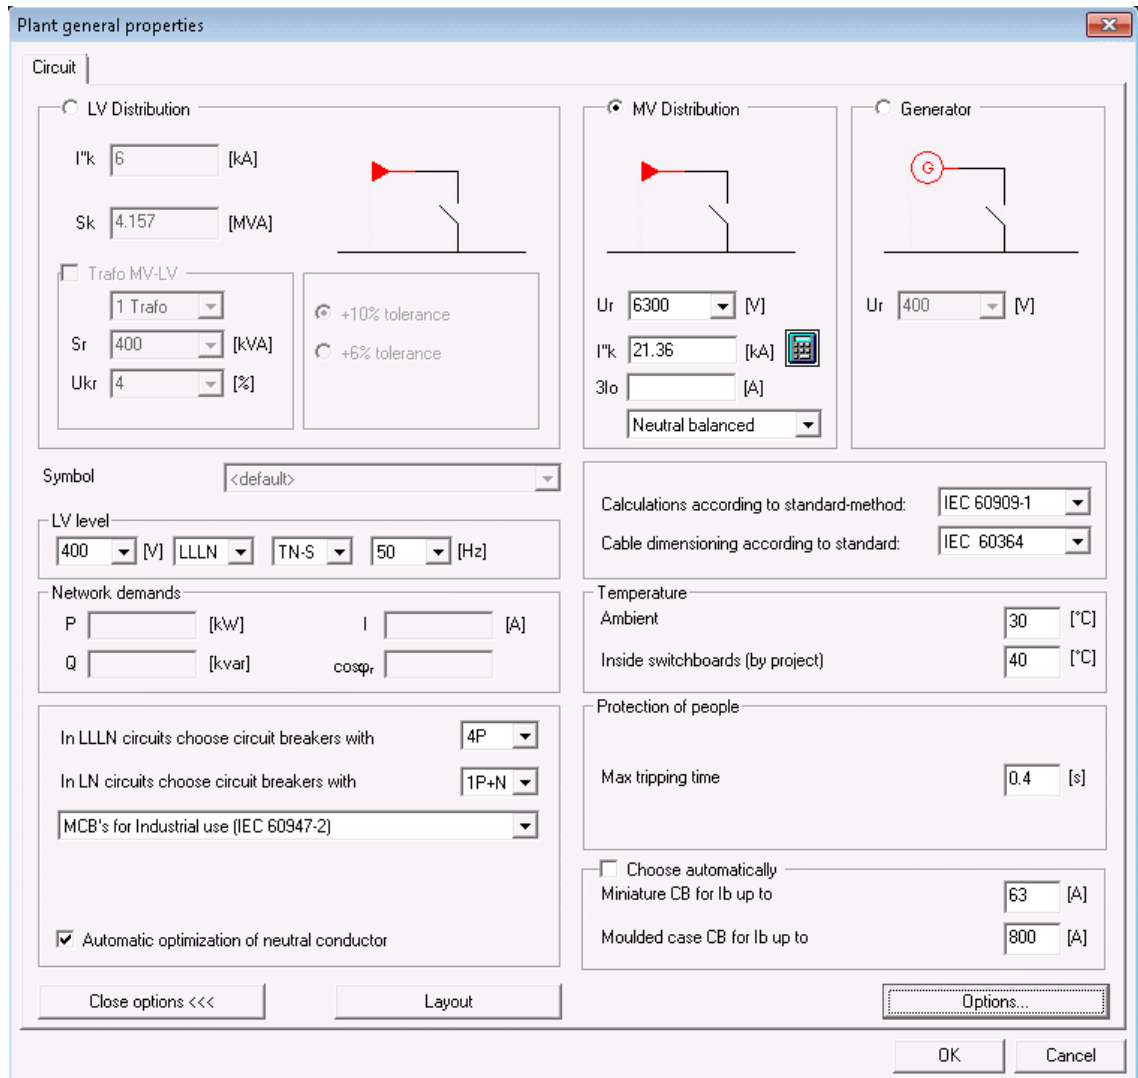 Plant general properties
Circuit
LV Distribution
I"k 6 [kA]
Sk 4.157 [MVA]
Trafo MV-LV
1 Trafo
Sr 400 [kVA]
Ukr 4 [%]
+10% tolerance
+6% tolerance
MV Distribution
Ur 6300 [V]
I"k 21.36 [kA]
3Io [A]
Neutral balanced
Generator
G
Ur 400 [V]
Symbol <default>
LV level
400 [V] LLLN TN-S 50 [Hz]
Network demands
P [kW] I [A]
Q [kvar] cosφr
In LLLN circuits choose circuit breakers with 4P
In LN circuits choose circuit breakers with 1P+N
MCB's for Industrial use (IEC 60947-2)
Automatic optimization of neutral conductor
Calculations according to standard-method: IEC 60909-1
Cable dimensioning according to standard: IEC 60364
Temperature
Ambient 30 [°C]
Inside switchboards (by project) 40 [°C]
Protection of people
Max tripping time 0.4 [s]
Choose automatically
Miniature CB for Ib up to 63 [A]
Moulded case CB for Ib up to 800 [A]
Close options <<< Layout Options...
OK Cancel